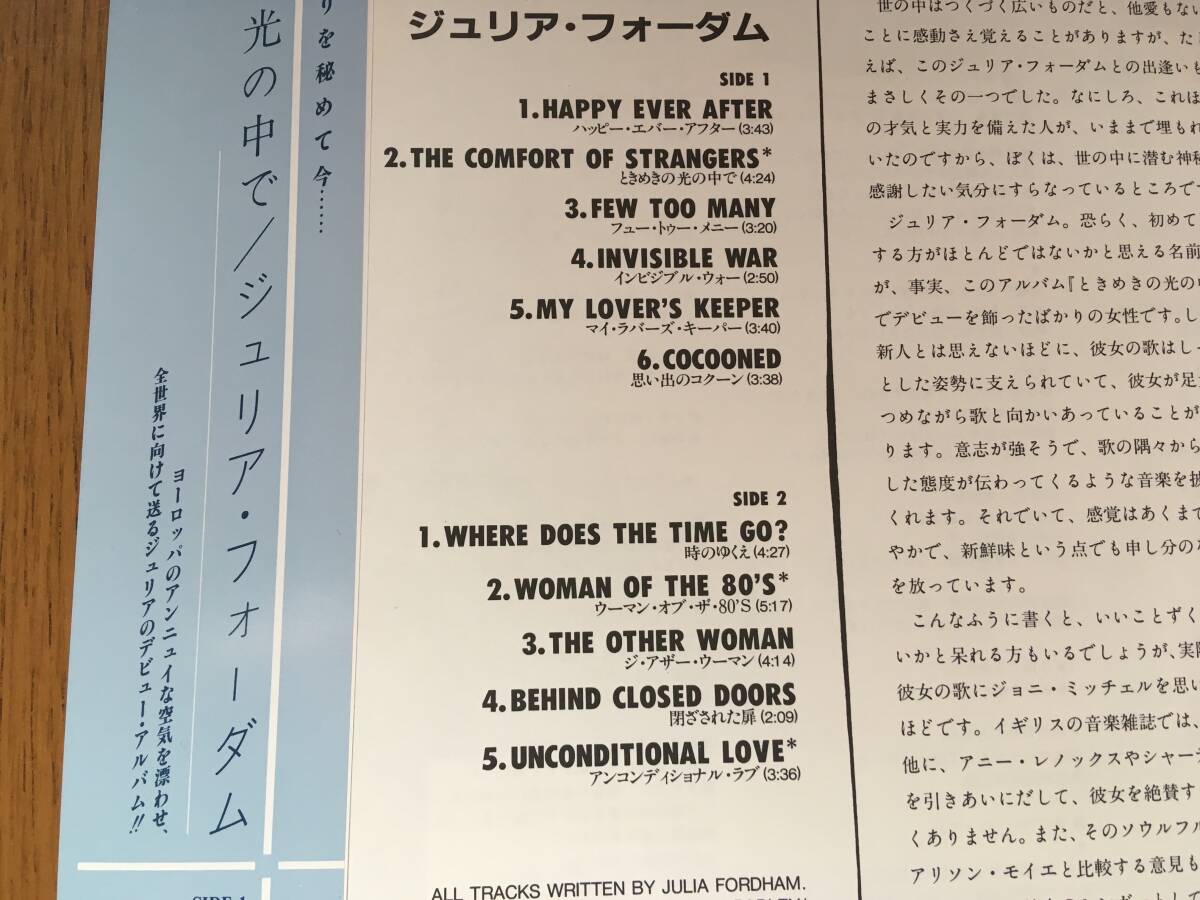 りを秘めて今……
光の中で／ジュリア・フォーダム
ヨーロッパのアンニュイな空気を漂わせ、
全世界に向けて送るジュリアのデビュー・アルバム!!
SIDE 1
ジュリア・フォーダム
SIDE 1
1.HAPPY EVER AFTER
ハッピー・エバー・アフター(3:43)
2.THE COMFORT OF STRANGERS*
ときめきの光の中で(4:24)
3.FEW TOO MANY
フュー・トゥー・メニー(3:20)
4.INVISIBLE WAR
インビジブル・ウォー(2:50)
5.MY LOVER'S KEEPER
マイ・ラバーズ・キーパー(3:40)
6.COCOONED
思い出のコクーン(3:38)
SIDE 2
1.WHERE DOES THE TIME GO?
時のゆくえ(4:27)
2.WOMAN OF THE 80'S*
ウーマン・オブ・ザ・80'S(5:17)
3.THE OTHER WOMAN
ジ・アザー・ウーマン(4:14)
4.BEHIND CLOSED DOORS
閉ざされた扉(2:09)
5.UNCONDITIONAL LOVE*
アンコンディショナル・ラブ(3:36)
ALL TRACKS WRITTEN BY JULIA FORDHAM.
世の中はつくづく広いものだと、他愛もない
ことに感動さえ覚えることがありますが、た
えば、このジュリア・フォーダムとの出逢いも
まさしくその一つでした。なにしろ、これほ
の才気と実力を備えた人が、いままで埋もれ
いたのですから、ぼくは、世の中に潜む神秘
感謝したい気分にすらなっているところです
ジュリア・フォーダム。恐らく、初めて
する方がほとんどではないかと思える名前
が、事実、このアルバム『ときめきの光の
でデビューを飾ったばかりの女性です。し
新人とは思えないほどに、彼女の歌はし
とした姿勢に支えられていて、彼女が足
つめながら歌と向かいあっていることが
ります。意志が強そうで、歌の隅々から
した態度が伝わってくるような音楽を披
くれます。それでいて、感覚はあくまで
やかで、新鮮味という点でも申し分の
を放っています。
こんなふうに書くと、いいことずく
いかと呆れる方もいるでしょうが、実際
彼女の歌にジョニ・ミッチェルを思い
ほどです。イギリスの音楽雑誌では、
他に、アニー・レノックスやシャーデ
を引きあいにだして、彼女を絶賛す
くありません。また、そのソウルフル
アリソン・モイエと比較する意見も